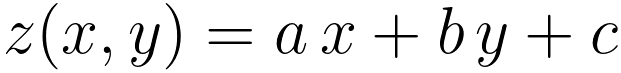 z(x, y) = a x + b y + c